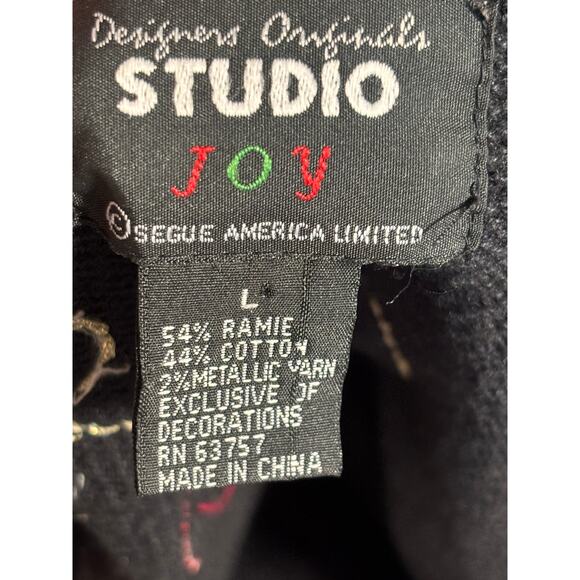 Designers Originals
STUDIO
JOY
© SEGUE AMERICA LIMITED
L
54% RAMIE
44% COTTON
2% METALLIC YARN
EXCLUSIVE OF
DECORATIONS
RN 63757
MADE IN CHINA